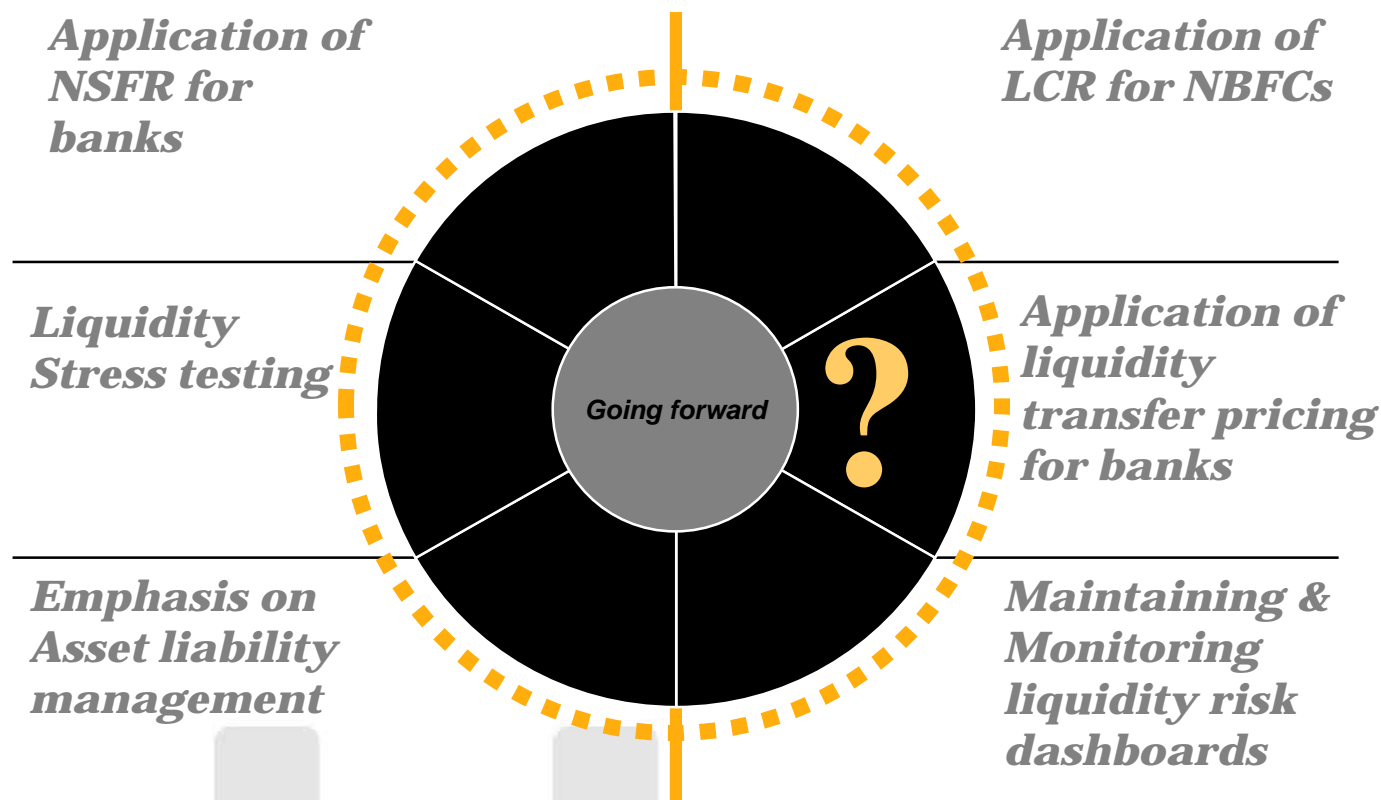 Application of
NSFR for
banks
Application of
LCR for NBFCs
Liquidity
Stress testing
Going forward
?
Application of
liquidity
transfer pricing
for banks
Emphasis on
Asset liability
management
Maintaining &
Monitoring
liquidity risk
dashboards